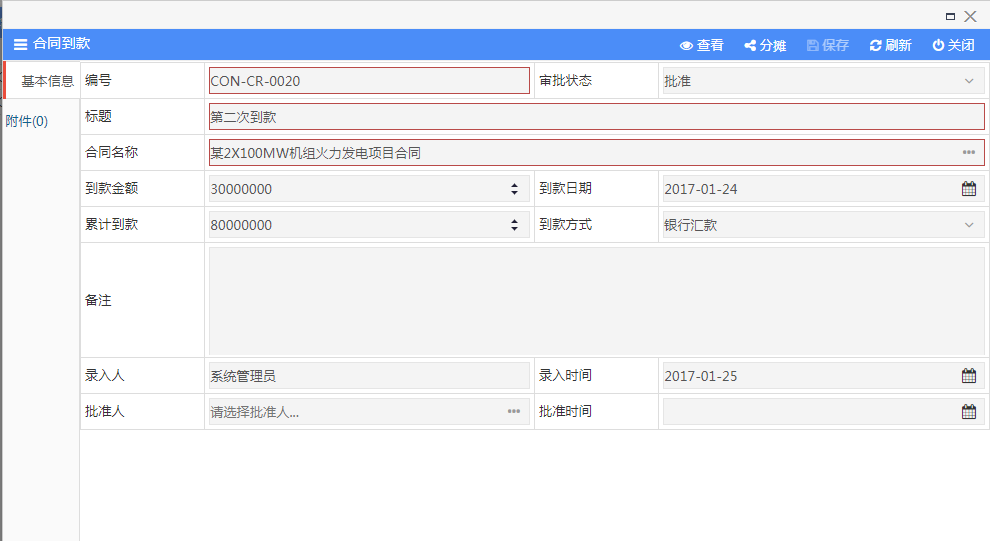 合同到款 查看 分摊 保存 刷新 关闭
基本信息 编号 CON-CR-0020 审批状态 批准
附件(0) 标题 第二次到款
合同名称 某2X100MW机组火力发电项目合同
到款金额 30000000 到款日期 2017-01-24
累计到款 80000000 到款方式 银行汇款
备注
录入人 系统管理员 录入时间 2017-01-25
批准人 请选择批准人... 批准时间